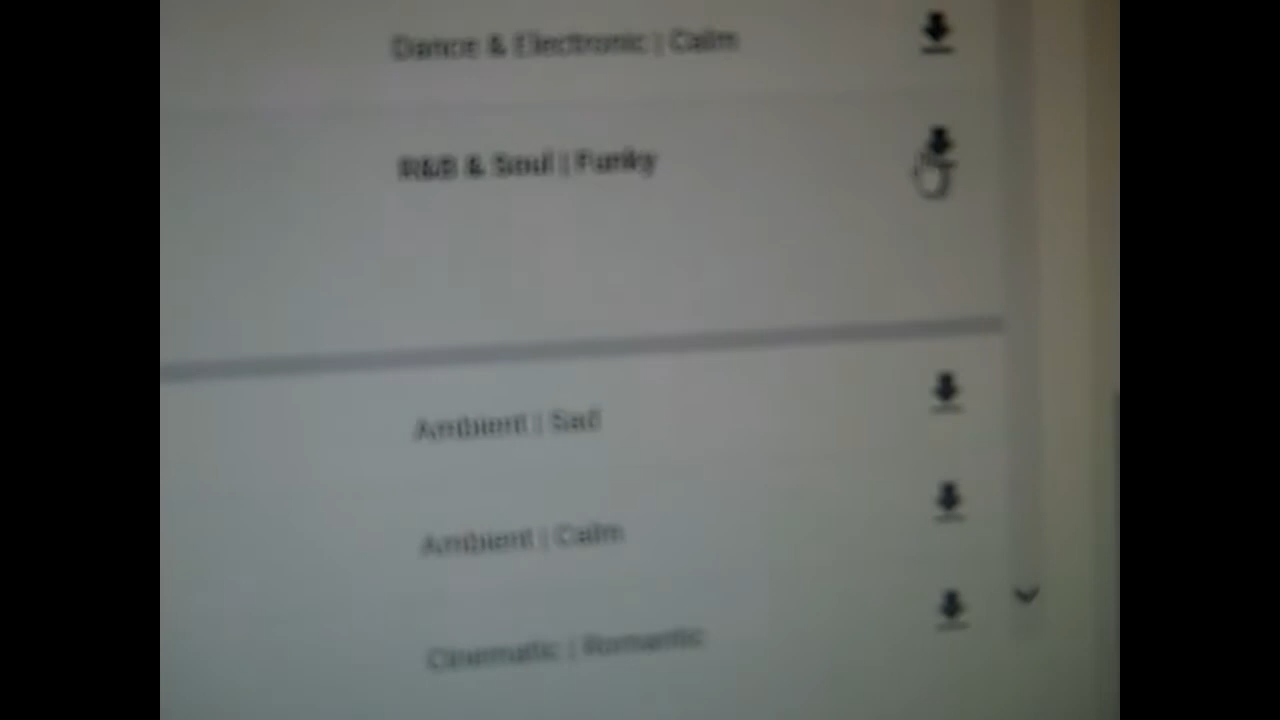 Dance & Electronic | Calm
R&B & Soul | Funky
Ambient | Sad
Ambient | Calm
Cinematic | Romantic